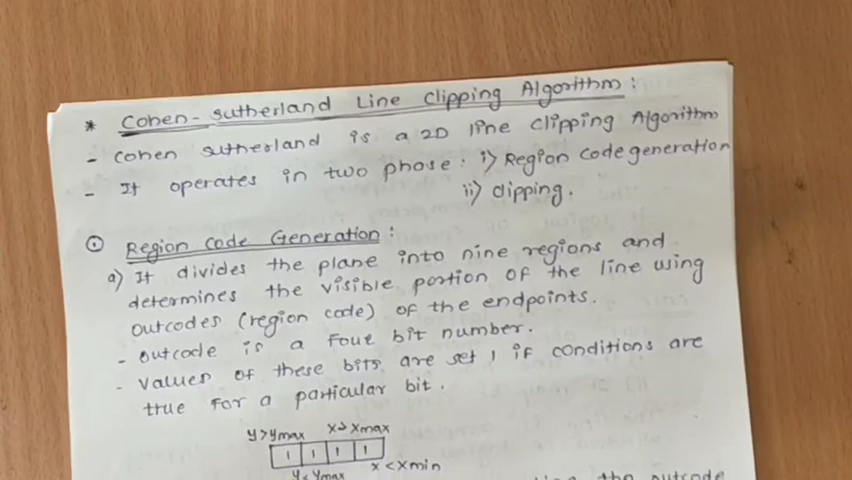 * Cohen-Sutherland Line Clipping Algorithm:
- Cohen Sutherland is a 2D line Clipping Algorithm
- It operates in two phase: i) Region code generation
ii) clipping.
① Region Code Generation:
a) It divides the plane into nine regions and
determines the visible portion of the line using
outcodes (region code) of the endpoints.
- outcode is a Four bit number.
- values of these bits are set 1 if conditions are
true for a particular bit.
y>ymax x>xmax
1 1 1 1
y<ymax x<xmin
the outcode